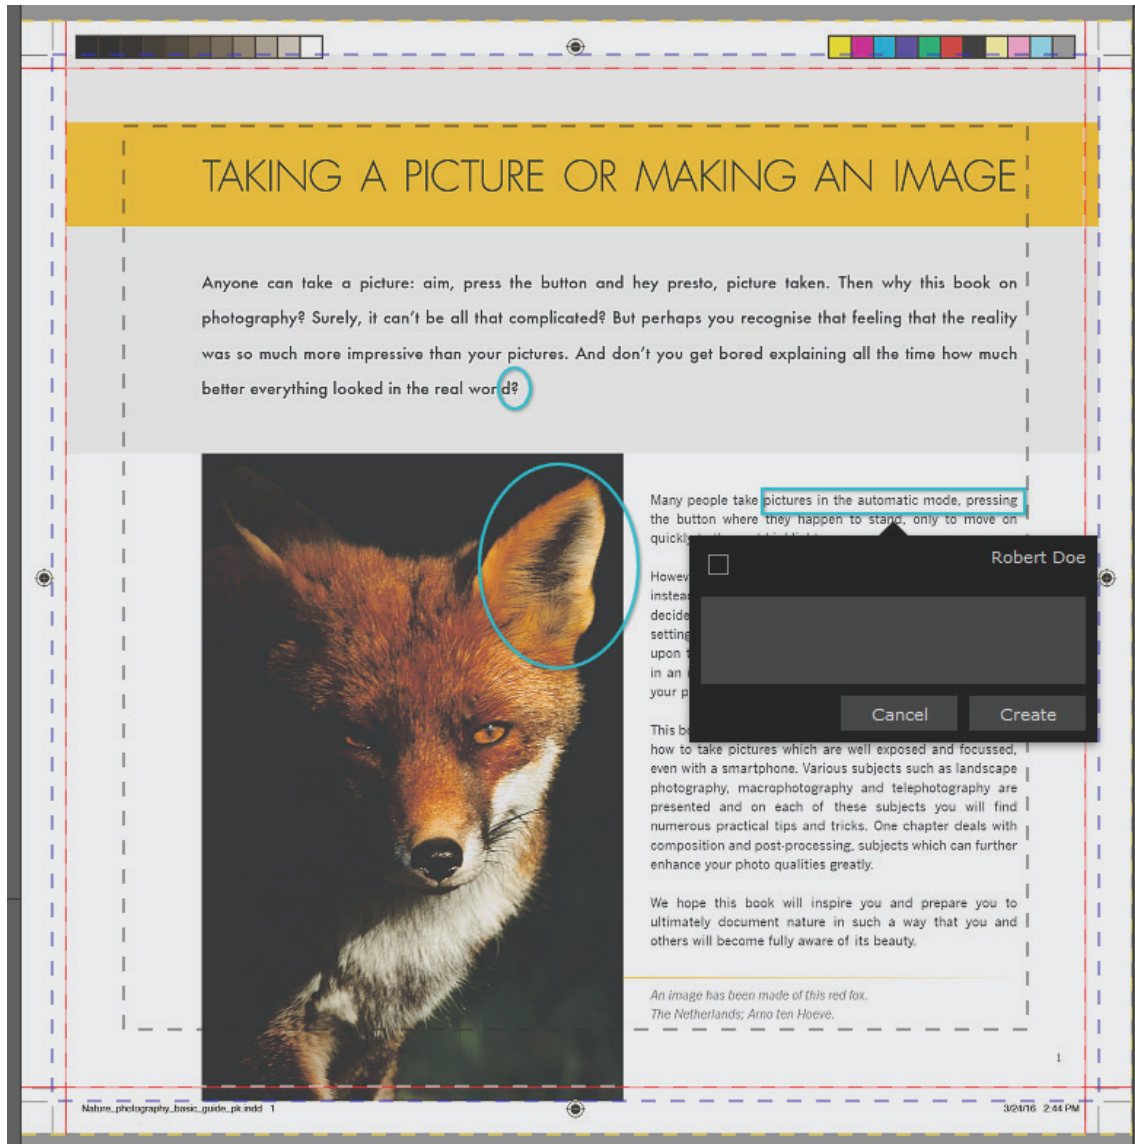 TAKING A PICTURE OR MAKING AN IMAGE
Anyone can take a picture: aim, press the button and hey presto, picture taken. Then why this book on
photography? Surely, it can't be all that complicated? But perhaps you recognise that feeling that the reality
was so much more impressive than your pictures. And don't you get bored explaining all the time how much
better everything looked in the real world?
Many people take pictures in the automatic mode, pressing
the button where they happen to stand, only to move on
quickly
Robert Doe
Cancel
Create
how to take pictures which are well exposed and focussed,
even with a smartphone. Various subjects such as landscape
photography, macrophotography and telephotography are
presented and on each of these subjects you will find
numerous practical tips and tricks. One chapter deals with
composition and post-processing, subjects which can further
enhance your photo qualities greatly.
We hope this book will inspire you and prepare you to
ultimately document nature in such a way that you and
others will become fully aware of its beauty.
An image has been made of this red fox.
The Netherlands; Arno ten Hoeve.
1
Nature_photography_basic_guide_pk.indd 1
3/24/16 2:44 PM